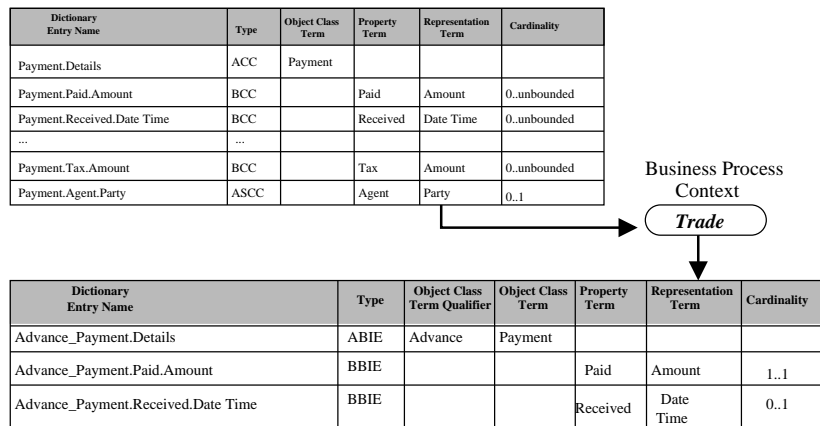 Dictionary Entry Name Type Object Class Term Property Term Representation Term Cardinality
Payment.Details ACC Payment
Payment.Paid.Amount BCC Paid Amount 0..unbounded
Payment.Received.Date Time BCC Received Date Time 0..unbounded
... ...
Payment.Tax.Amount BCC Tax Amount 0..unbounded
Payment.Agent.Party ASCC Agent Party 0..1
Business Process
Context
Trade
Dictionary Entry Name Type Object Class Term Qualifier Object Class Term Property Term Representation Term Cardinality
Advance_Payment.Details ABIE Advance Payment
Advance_Payment.Paid.Amount BBIE Paid Amount 1..1
Advance_Payment.Received.Date Time BBIE Received Date Time 0..1